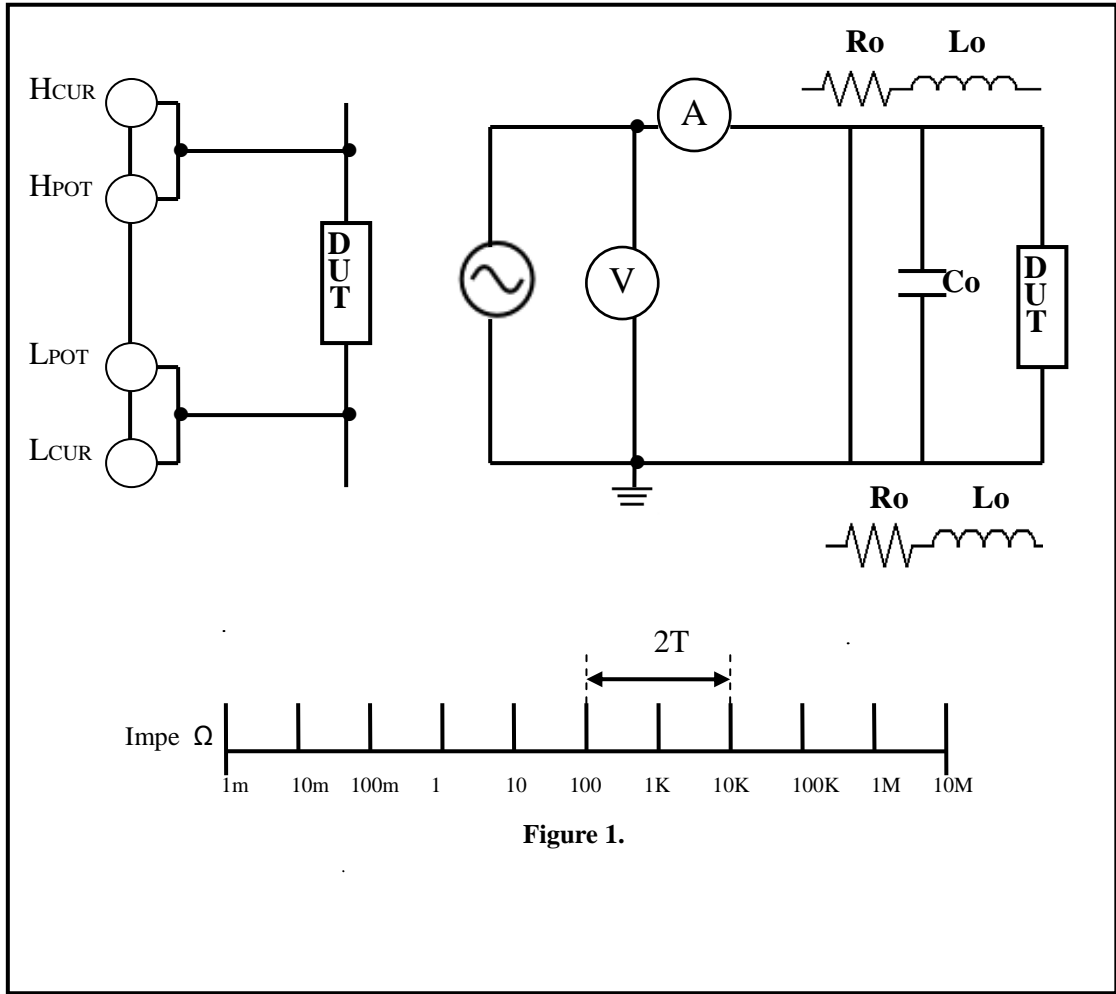 HCUR
HPOT
LPOT
LCUR
D
U
T
Ro Lo
A
V
Co
D
U
T
Ro Lo
2T
Impe Ω
1m 10m 100m 1 10 100 1K 10K 100K 1M 10M
Figure 1.